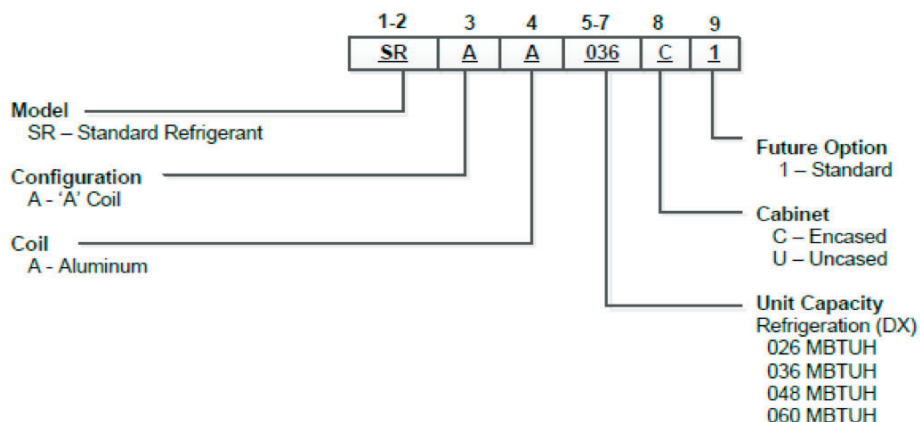 1-2 3 4 5-7 8 9
SR A A 036 C 1
Model
SR – Standard Refrigerant
Configuration
A - 'A' Coil
Coil
A - Aluminum
Future Option
1 – Standard
Cabinet
C – Encased
U – Uncased
Unit Capacity
Refrigeration (DX)
026 MBTUH
036 MBTUH
048 MBTUH
060 MBTUH